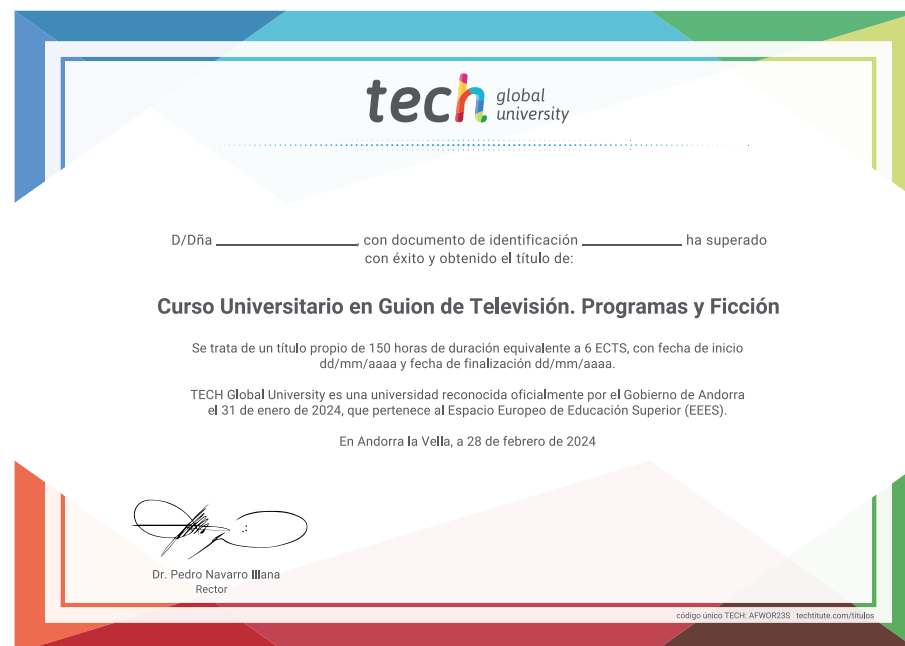 tech global university
D/Dña ____________, con documento de identificación ____________ ha superado
con éxito y obtenido el título de:
Curso Universitario en Guion de Televisión. Programas y Ficción
Se trata de un título propio de 150 horas de duración equivalente a 6 ECTS, con fecha de inicio
dd/mm/aaaa y fecha de finalización dd/mm/aaaa.
TECH Global University es una universidad reconocida oficialmente por el Gobierno de Andorra
el 31 de enero de 2024, que pertenece al Espacio Europeo de Educación Superior (EEES).
En Andorra la Vella, a 28 de febrero de 2024
Dr. Pedro Navarro Illana
Rector
código único TECH: AFWOR23S techtitute.com/titulos